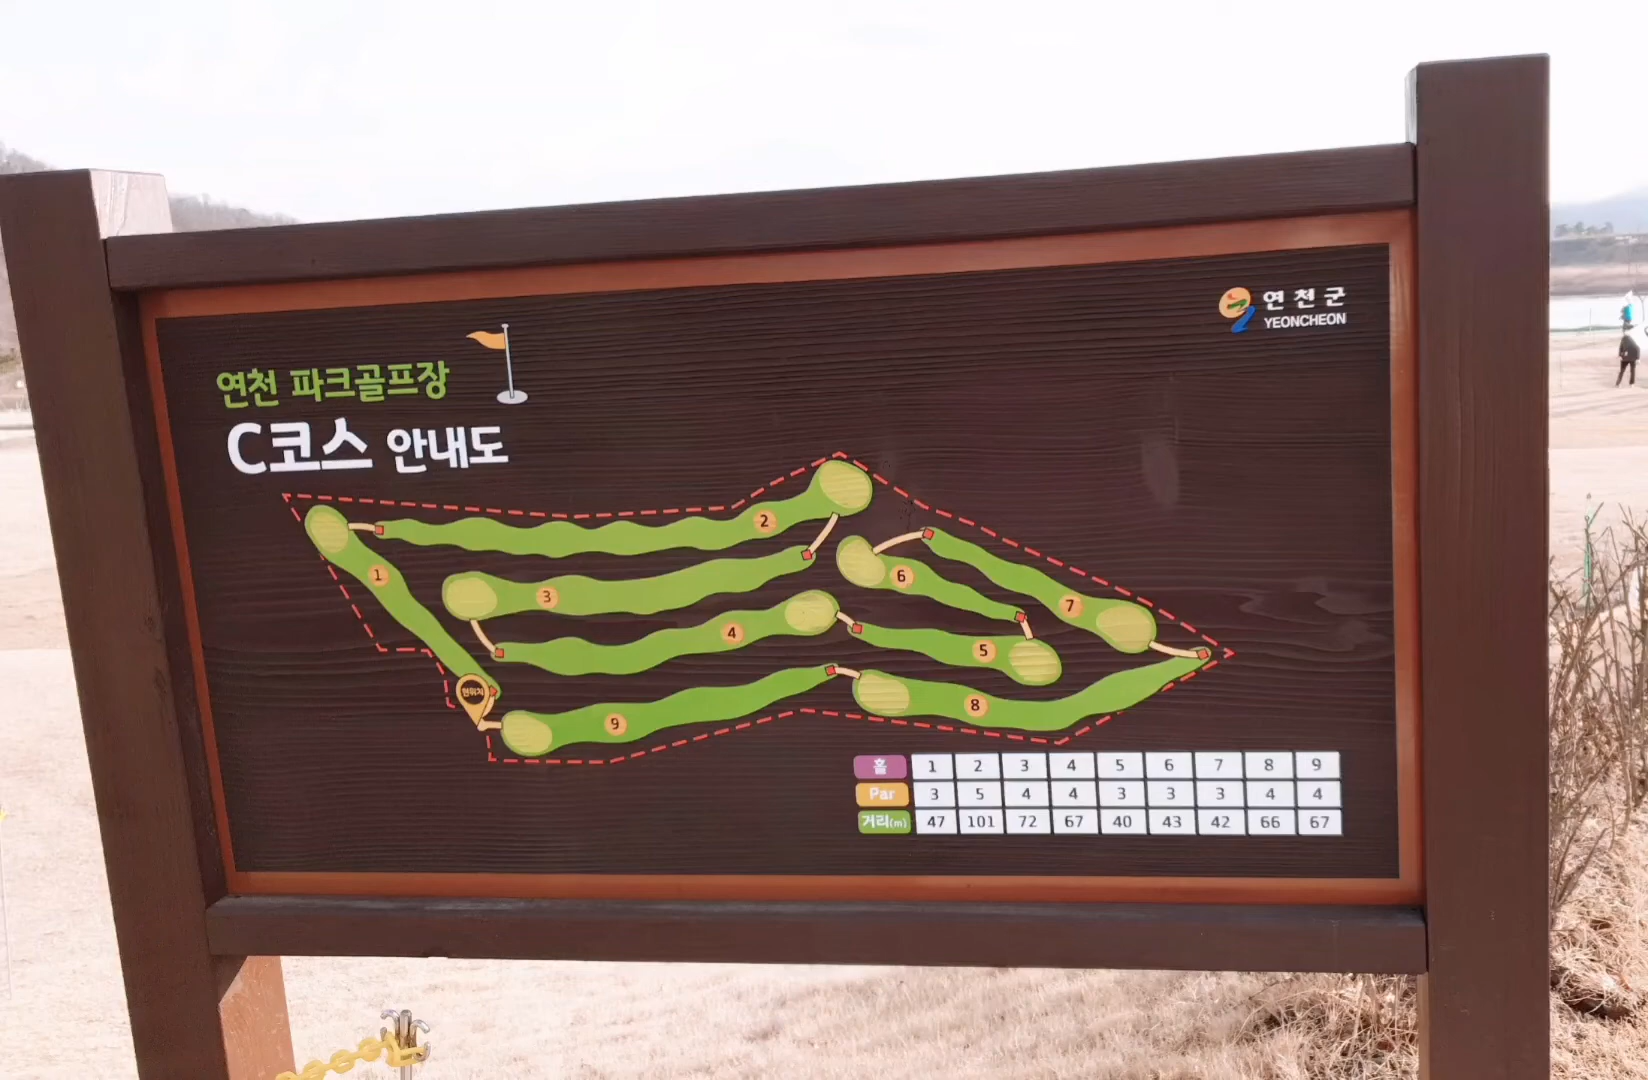 연천군
YEONCHEON
연천 파크골프장
C코스 안내도
2
1
6
3
7
4
5
현위치
8
9
홀 1 2 3 4 5 6 7 8 9
Par 3 5 4 4 3 3 3 4 4
거리(m) 47 101 72 67 40 43 42 66 67